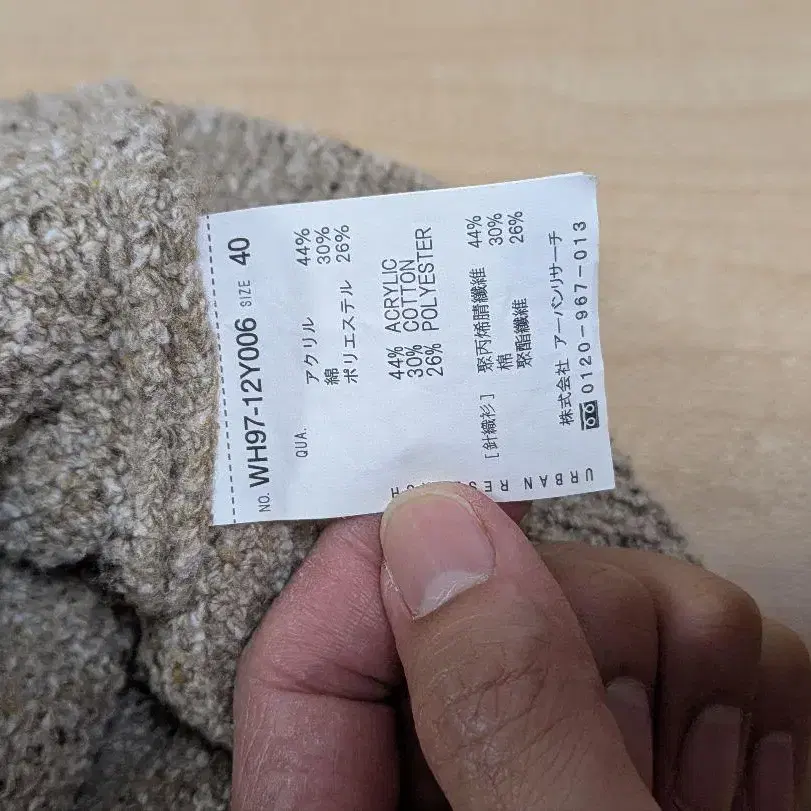 NO. WH97-12Y006 SIZE 40
QUA.
アクリル 44%
綿 30%
ポリエステル 26%
44% ACRYLIC
30% COTTON
26% POLYESTER
[針織衫] 聚丙烯腈纖維 44%
棉 30%
聚酯纖維 26%
株式会社 アーバンリサーチ
0120-967-013
URBAN RESEARCH